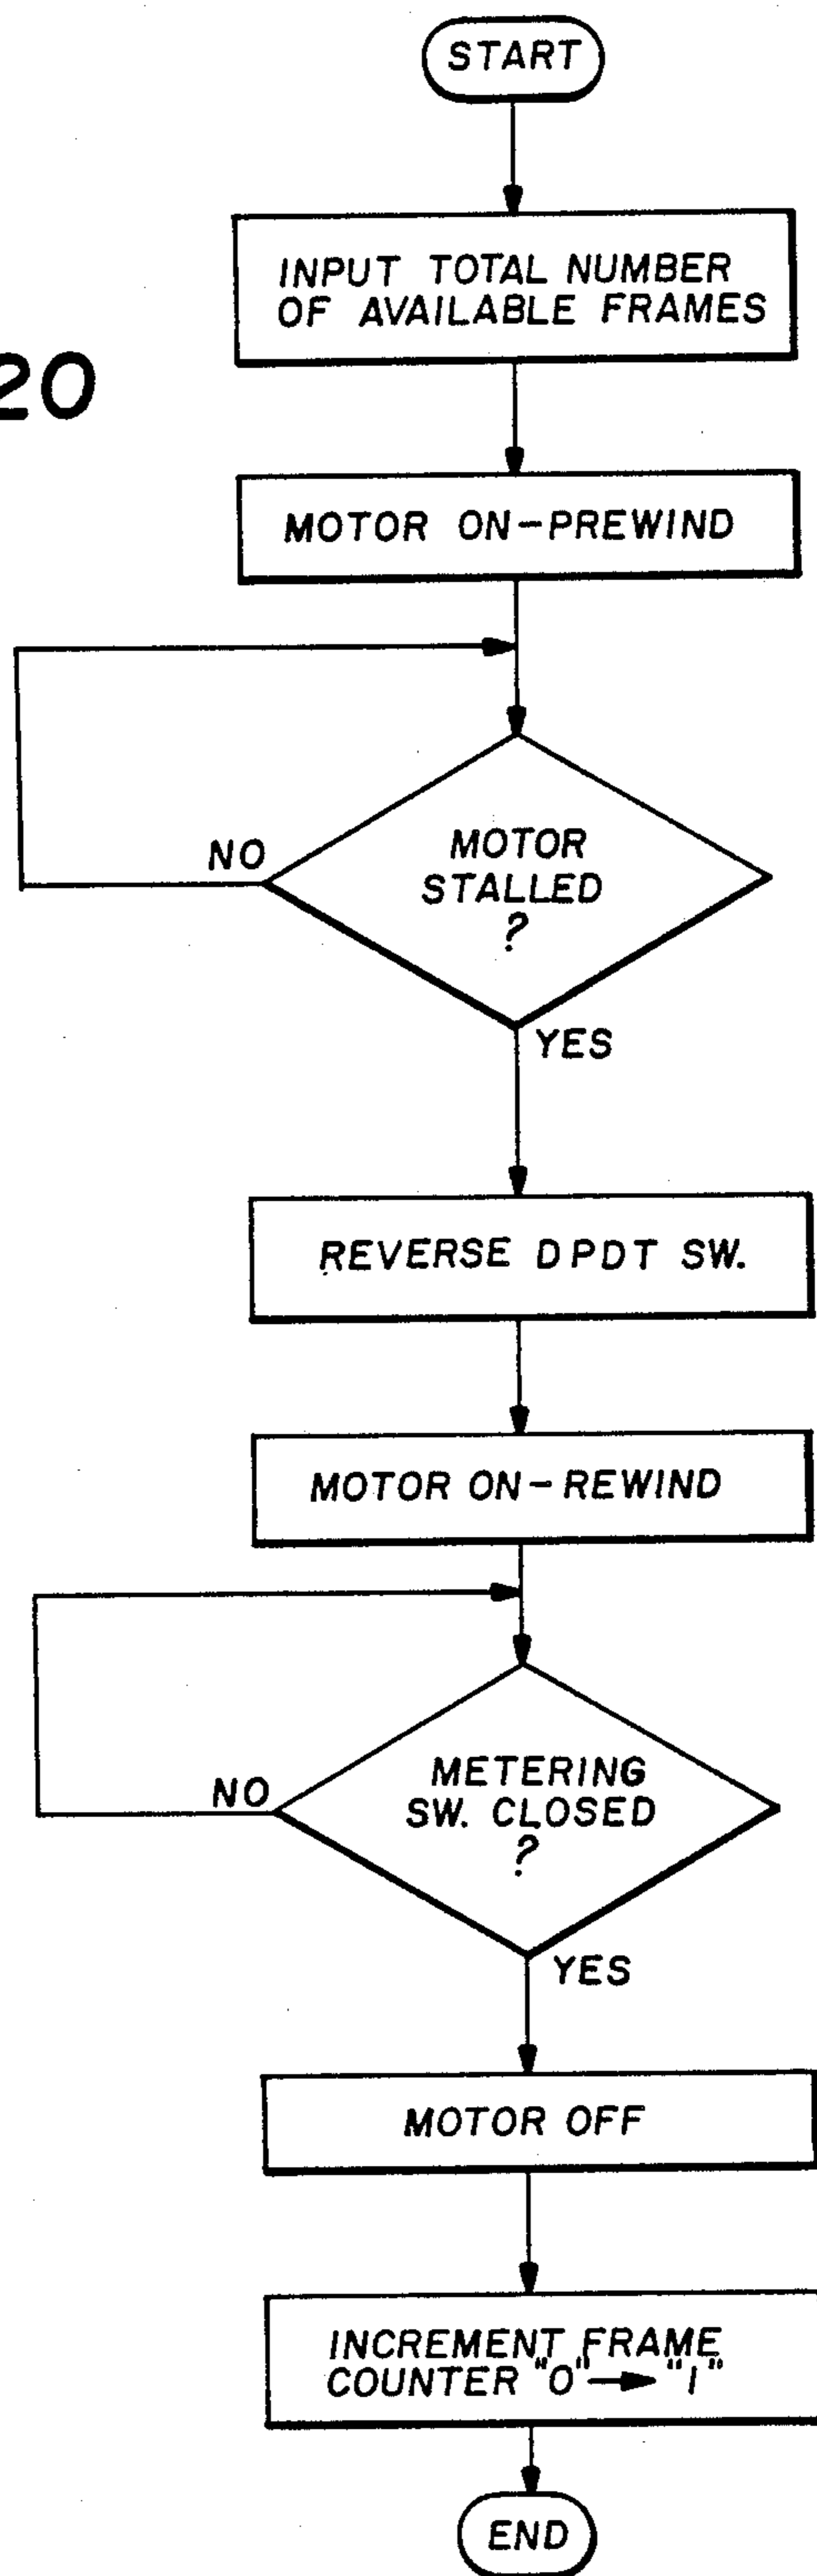 START
INPUT TOTAL NUMBER
OF AVAILABLE FRAMES
20
MOTOR ON-PREWIND
MOTOR
STALLED
?
NO
YES
REVERSE DPDT SW.
MOTOR ON-REWIND
METERING
SW. CLOSED
?
NO
YES
MOTOR OFF
INCREMENT FRAME
COUNTER "0"→"1"
END